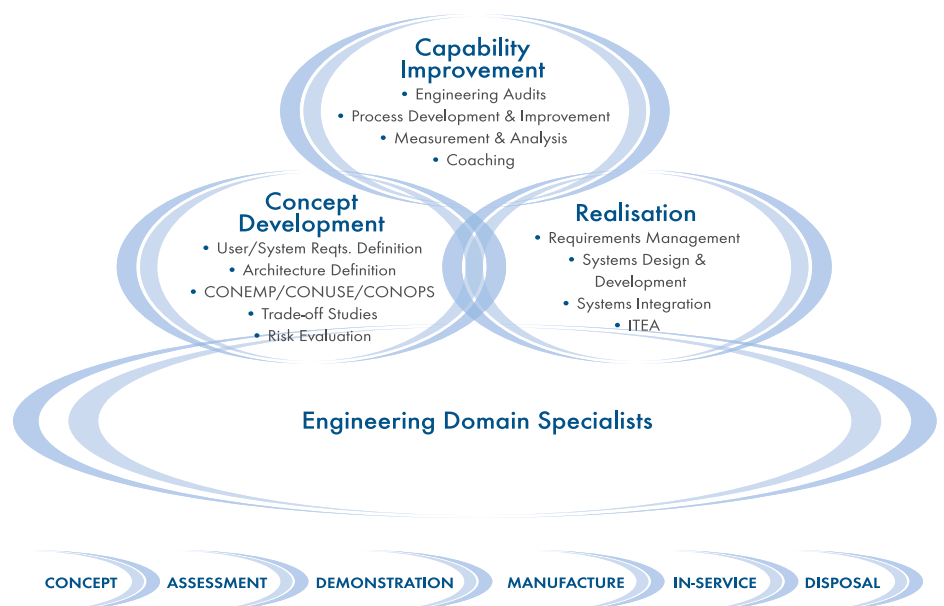 Capability
Improvement
• Engineering Audits
• Process Development & Improvement
• Measurement & Analysis
• Coaching
Concept
Development
• User/System Reqts. Definition
• Architecture Definition
• CONEMP/CONUSE/CONOPS
• Trade-off Studies
• Risk Evaluation
Realisation
• Requirements Management
• Systems Design &
Development
• Systems Integration
• ITEA
Engineering Domain Specialists
CONCEPT ASSESSMENT DEMONSTRATION MANUFACTURE IN-SERVICE DISPOSAL